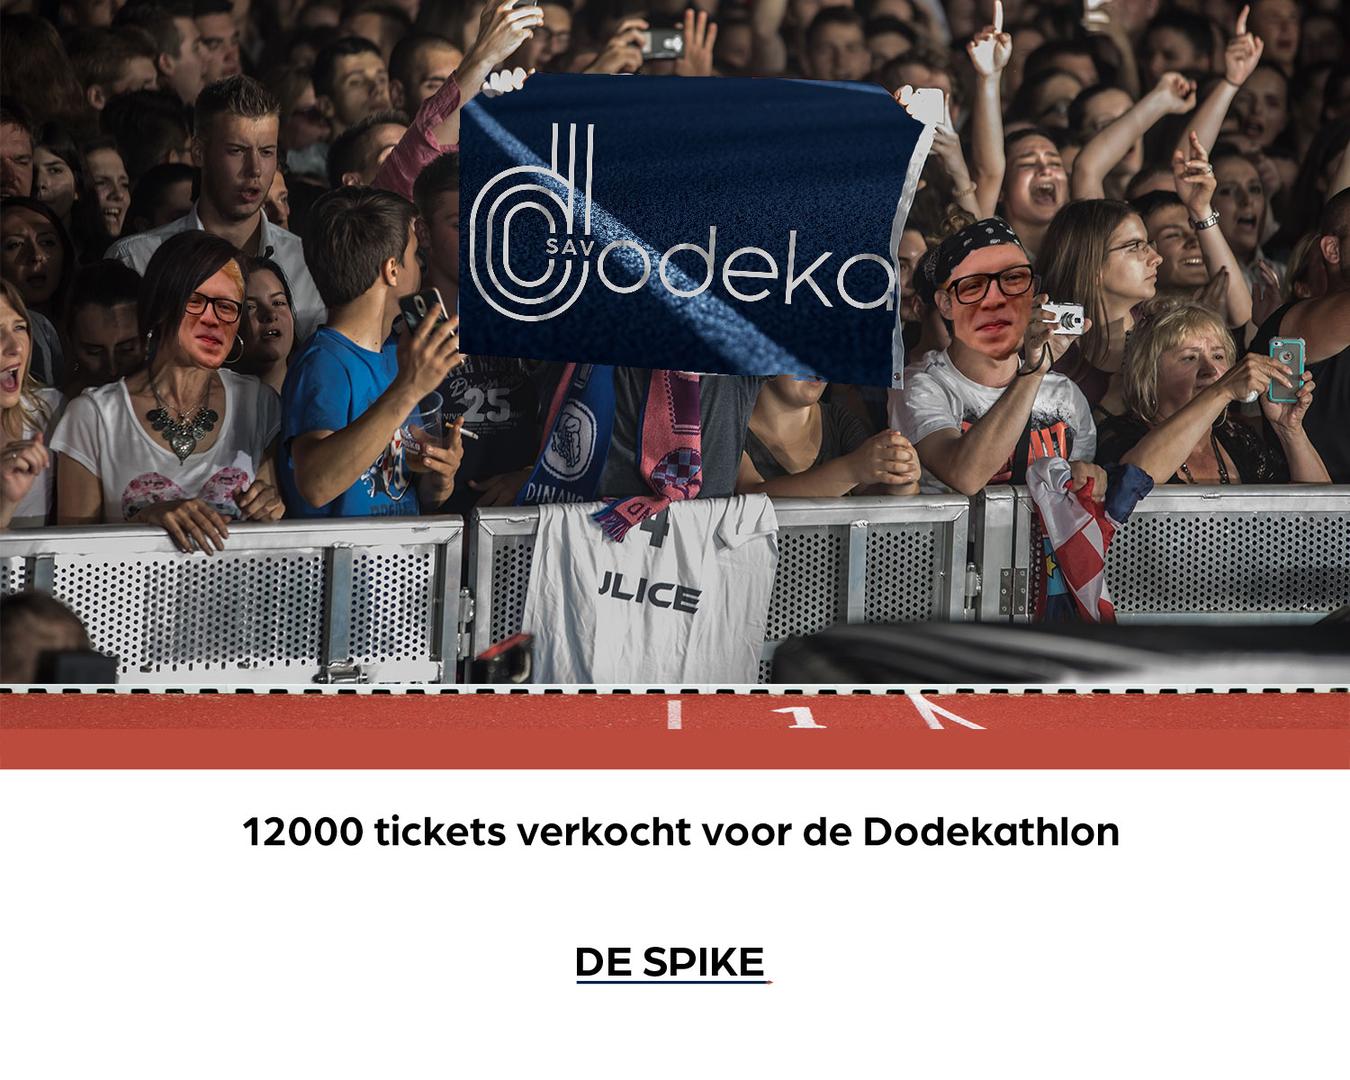 SAV
dodeka
25
DINAMO
4
JLICE
1
12000 tickets verkocht voor de Dodekathlon
DE SPIKE